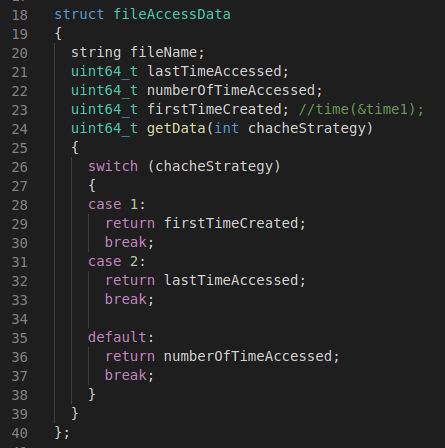 18 struct fileAccessData
19 {
20 string fileName;
21 uint64_t lastTimeAccessed;
22 uint64_t numberOfTimeAccessed;
23 uint64_t firstTimeCreated; //time(&time1);
24 uint64_t getData(int chacheStrategy)
25 {
26 switch (chacheStrategy)
27 {
28 case 1:
29 return firstTimeCreated;
30 break;
31 case 2:
32 return lastTimeAccessed;
33 break;
34
35 default:
36 return numberOfTimeAccessed;
37 break;
38 }
39 }
40 };